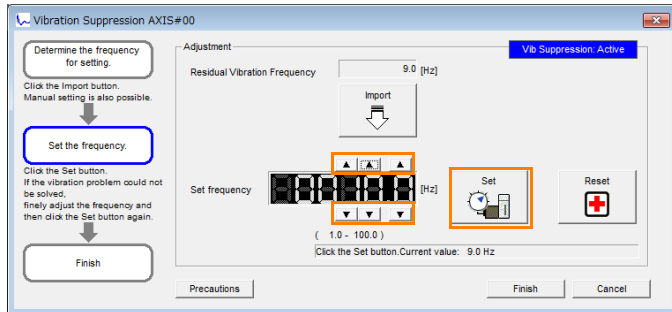 Vibration Suppression AXIS#00
Determine the frequency
for setting.
Click the Import button.
Manual setting is also possible.
Set the frequency.
Click the Set button.
If the vibration problem could not
be solved,
finely adjust the frequency and
then click the Set button again.
Finish
Adjustment
Vib Suppression: Active
Residual Vibration Frequency
9.0 [Hz]
Import
Set frequency
[Hz]
Set
Reset
( 1.0 - 100.0 )
Click the Set button.Current value: 9.0 Hz
Precautions
Finish
Cancel